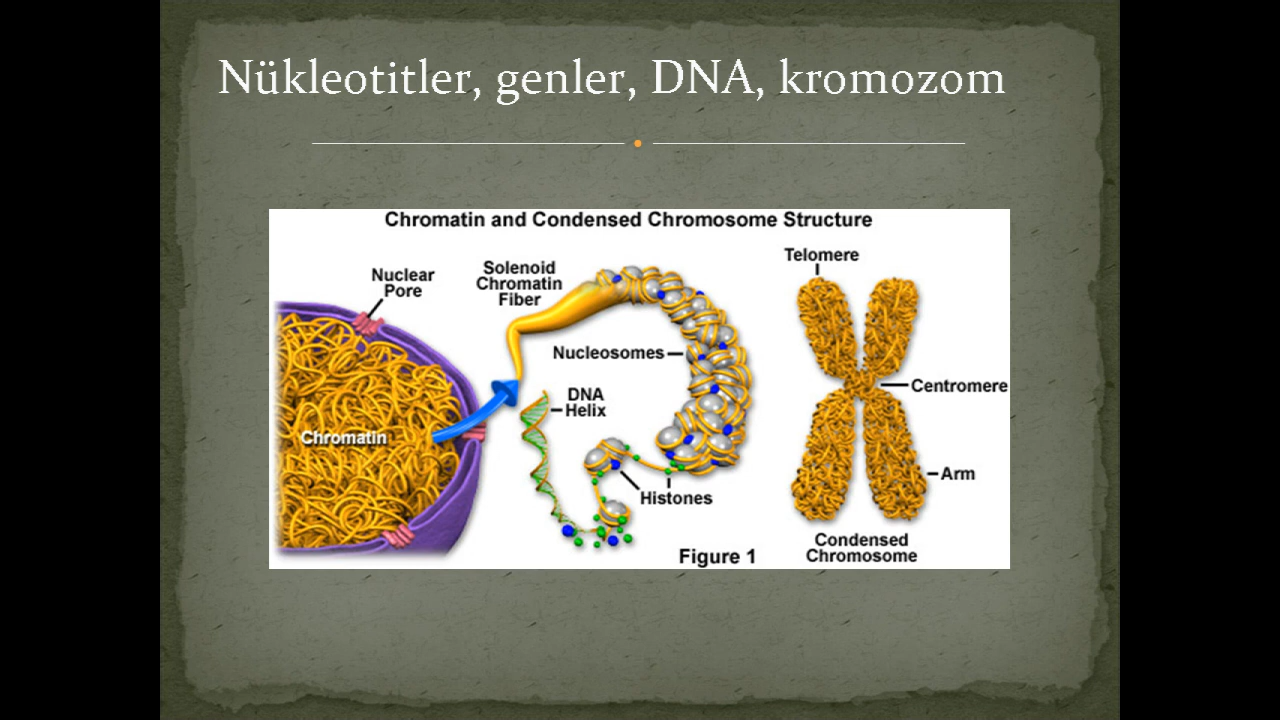 Nükleotitler, genler, DNA, kromozom
Chromatin and Condensed Chromosome Structure
Nuclear
Pore
Solenoid
Chromatin
Fiber
Telomere
Nucleosomes
DNA
Helix
Centromere
Chromatin
Histones
Arm
Condensed
Chromosome
Figure 1